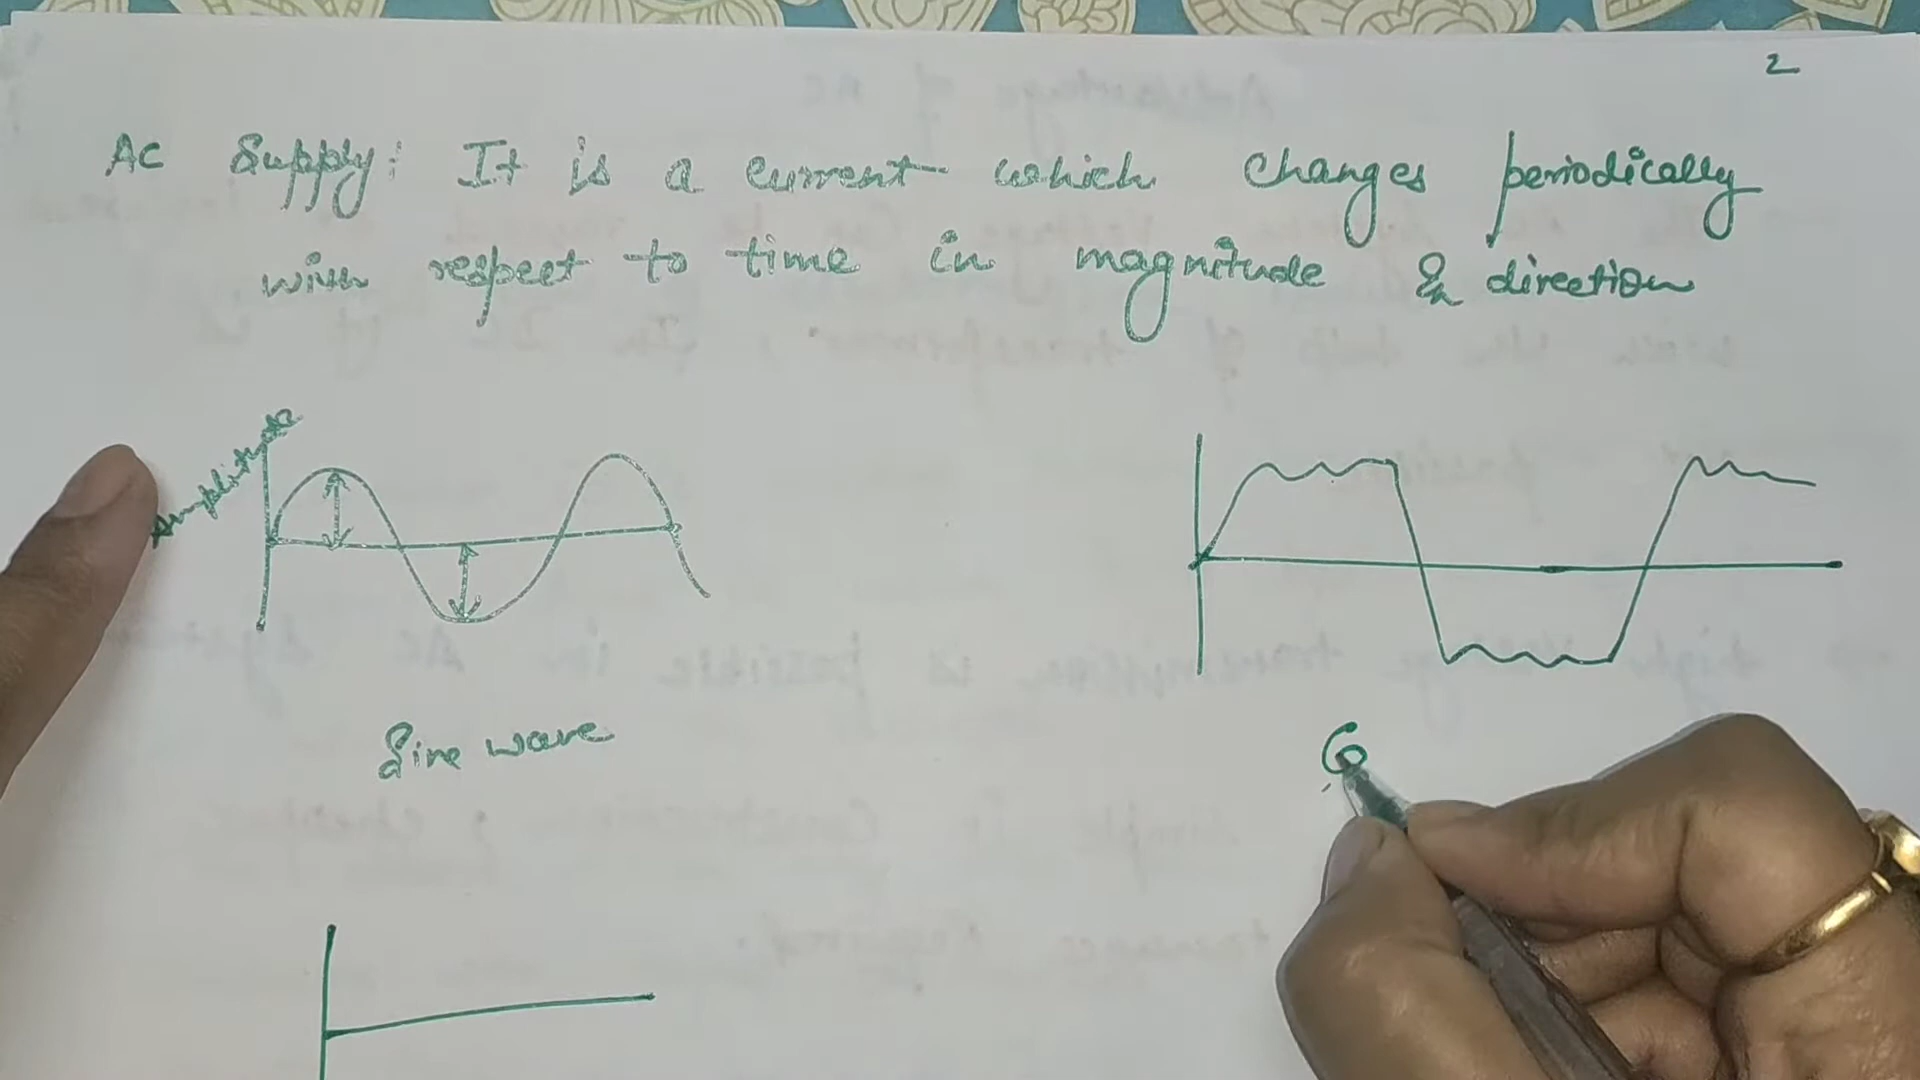 2
AC Supply: It is a current which changes periodically
with respect to time in magnitude & direction
Amplitude
Sine wave
Co